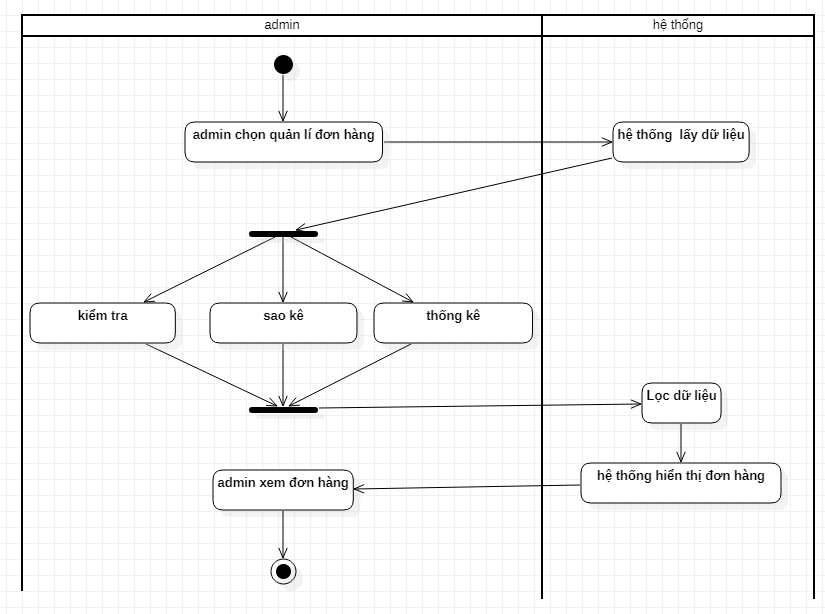 admin
hệ thống
admin chọn quản lí đơn hàng
hệ thống  lấy dữ liệu
kiểm tra
sao kê
thống kê
Lọc dữ liệu
hệ thống hiển thị đơn hàng
admin xem đơn hàng